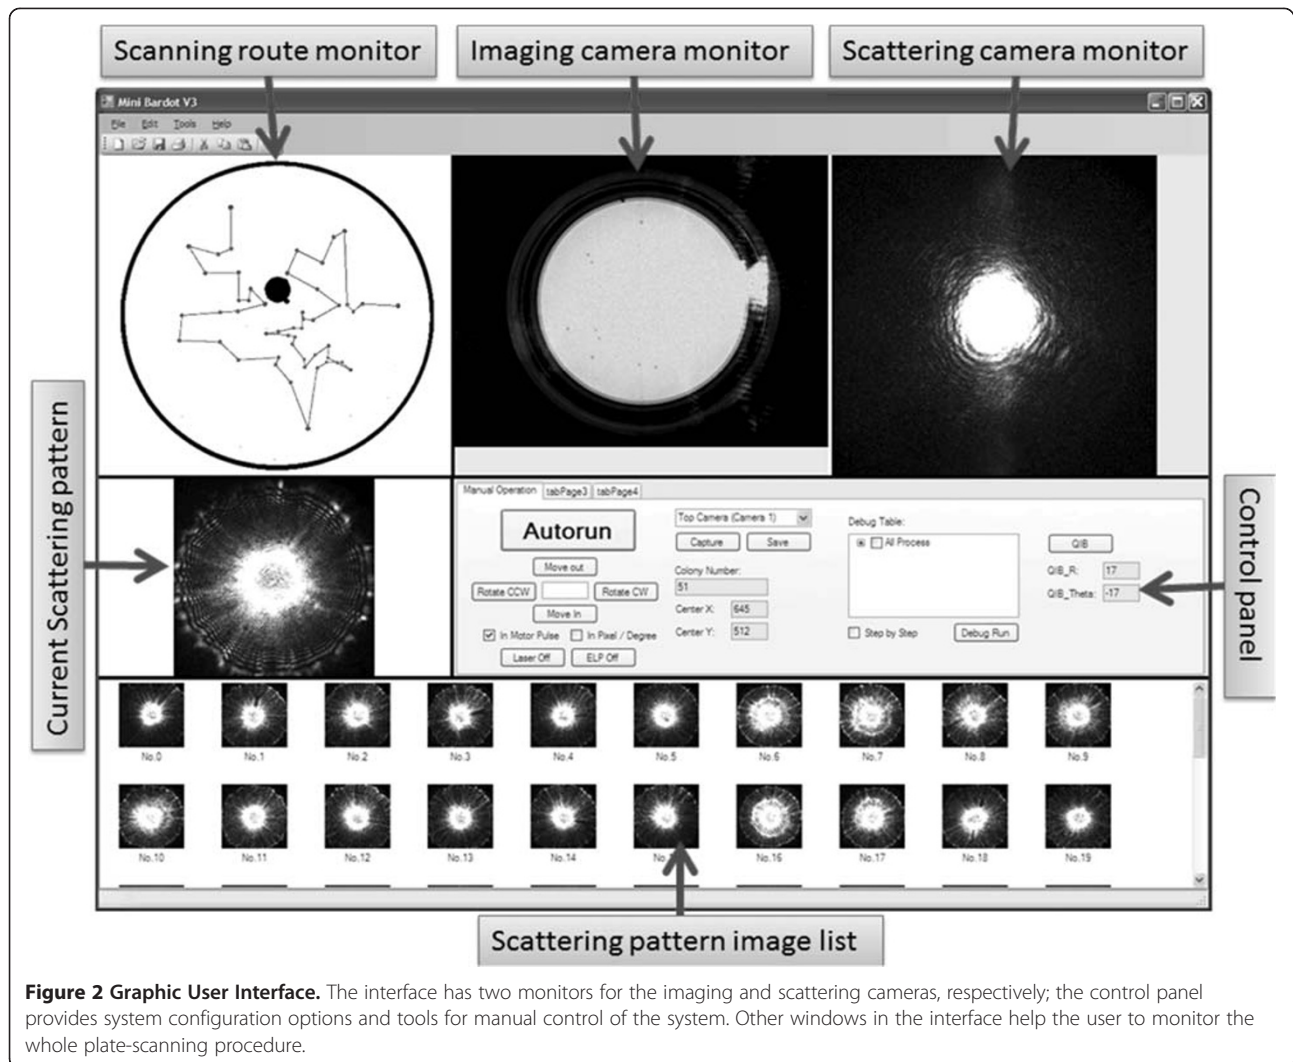 Scanning route monitor
Imaging camera monitor
Scattering camera monitor
Mini Bardot V3
File Edit Tools Help
Current Scattering pattern
Control panel
Manual Operation tabPage3 tabPage4
Autorun
Move out
Rotate CCW
Rotate CW
Move In
In Motor Pulse
In Pixel / Degree
Laser Off
ELP Off
Top Camera (Camera 1)
Capture
Save
Colony Number:
51
Center X: 645
Center Y: 512
Debug Table:
All Process
Step by Step
Debug Run
QIB
QIB_R: 17
QIB_Theta: -17
No.0 No.1 No.2 No.3 No.4 No.5 No.6 No.7 No.8 No.9
No.10 No.11 No.12 No.13 No.14 No.16 No.17 No.18 No.19
Scattering pattern image list
Figure 2 Graphic User Interface. The interface has two monitors for the imaging and scattering cameras, respectively; the control panel
provides system configuration options and tools for manual control of the system. Other windows in the interface help the user to monitor the
whole plate-scanning procedure.